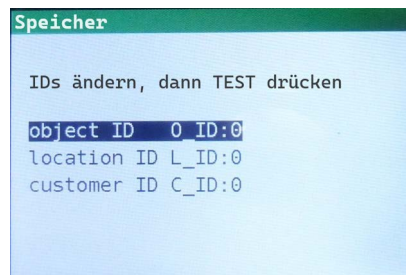 Speicher
IDs ändern, dann TEST drücken
object ID O_ID:0
location ID L_ID:0
customer ID C_ID:0